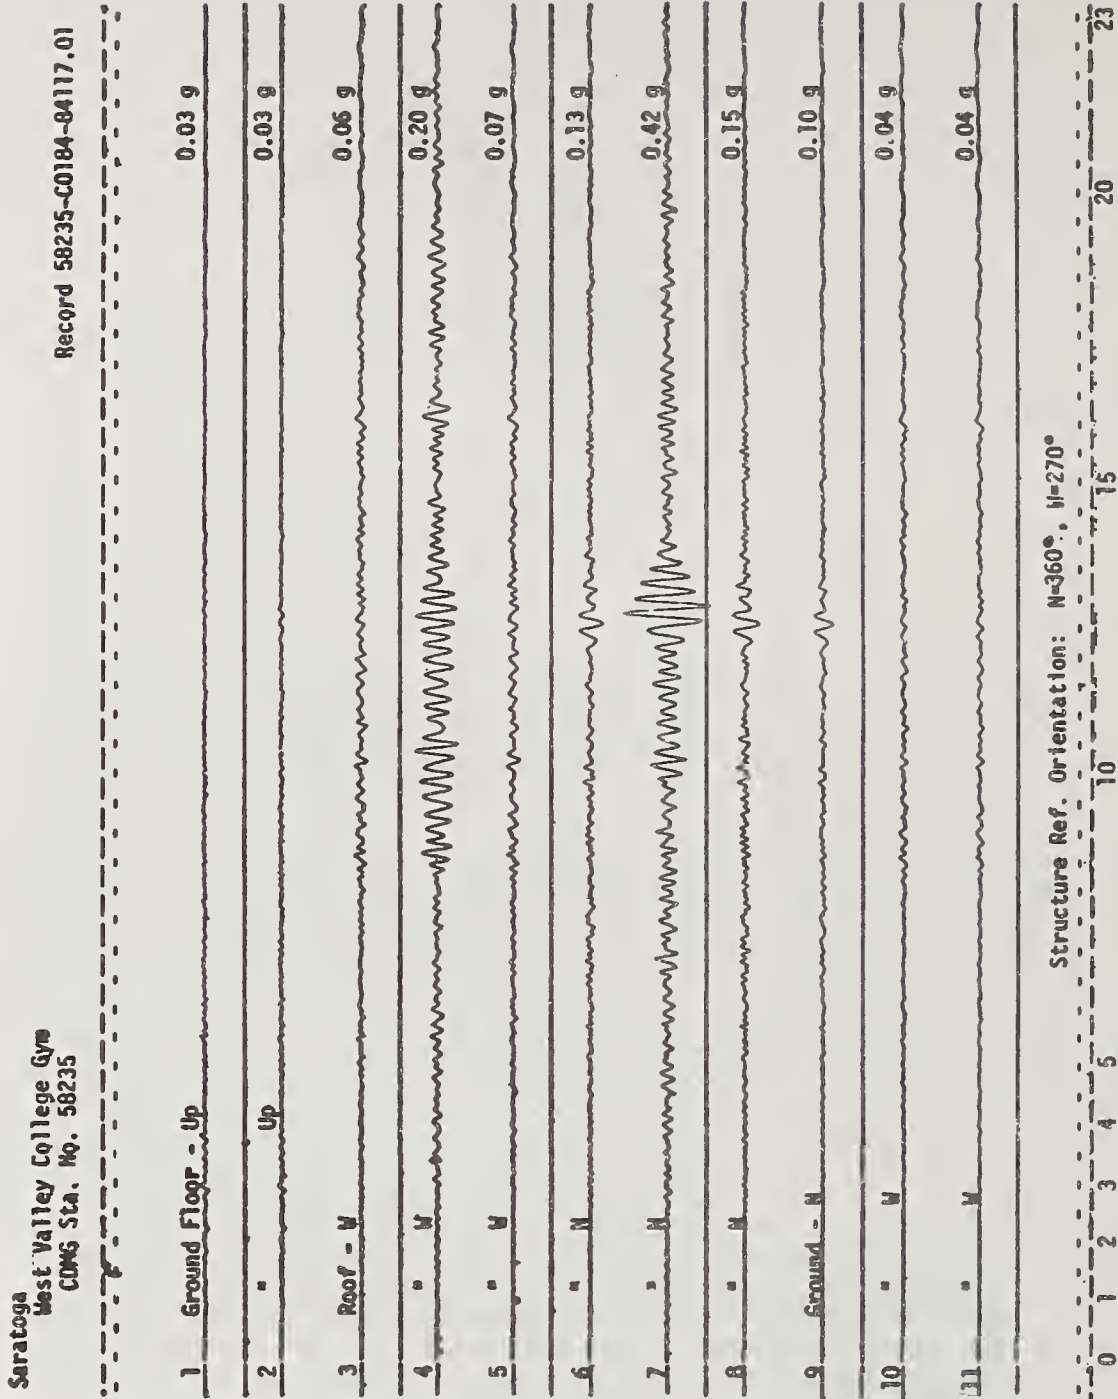 Saratoga
West Valley College Gym
CDMG Sta. No. 58235
Record 58235-C0184-84117.01
1 Ground Floor - Up 0.03 g
2 " Up 0.03 g
3 Roof - W 0.06 g
4 " W 0.20 g
5 " W 0.07 g
6 " N 0.13 g
7 " N 0.42 g
8 " N 0.15 g
9 Ground - N 0.10 g
10 " W 0.04 g
11 " W 0.04 g
Structure Ref. Orientation: N=360°, W=270°
0 1 2 3 4 5 10 15 20 23